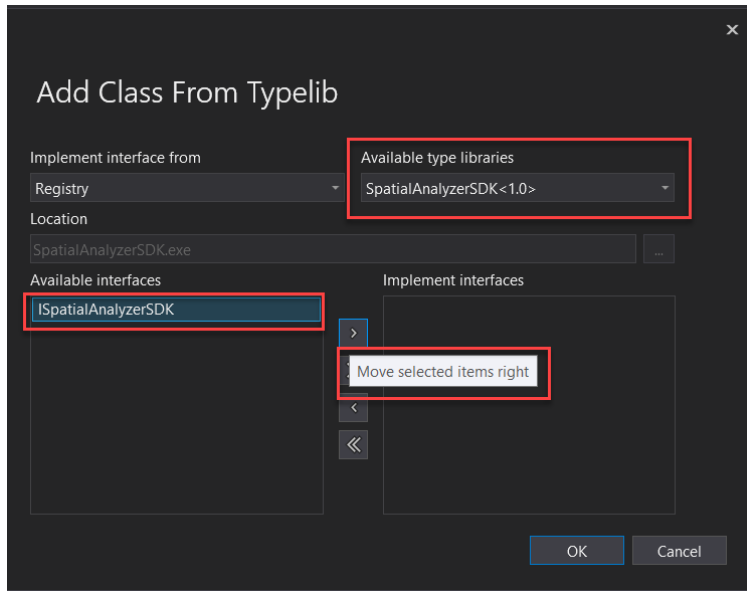 Add Class From Typelib
Implement interface from
Available type libraries
Registry
SpatialAnalyzerSDK<1.0>
Location
SpatialAnalyzerSDK.exe
...
Available interfaces
Implement interfaces
ISpatialAnalyzerSDK
>
Move selected items right
<
«
OK
Cancel